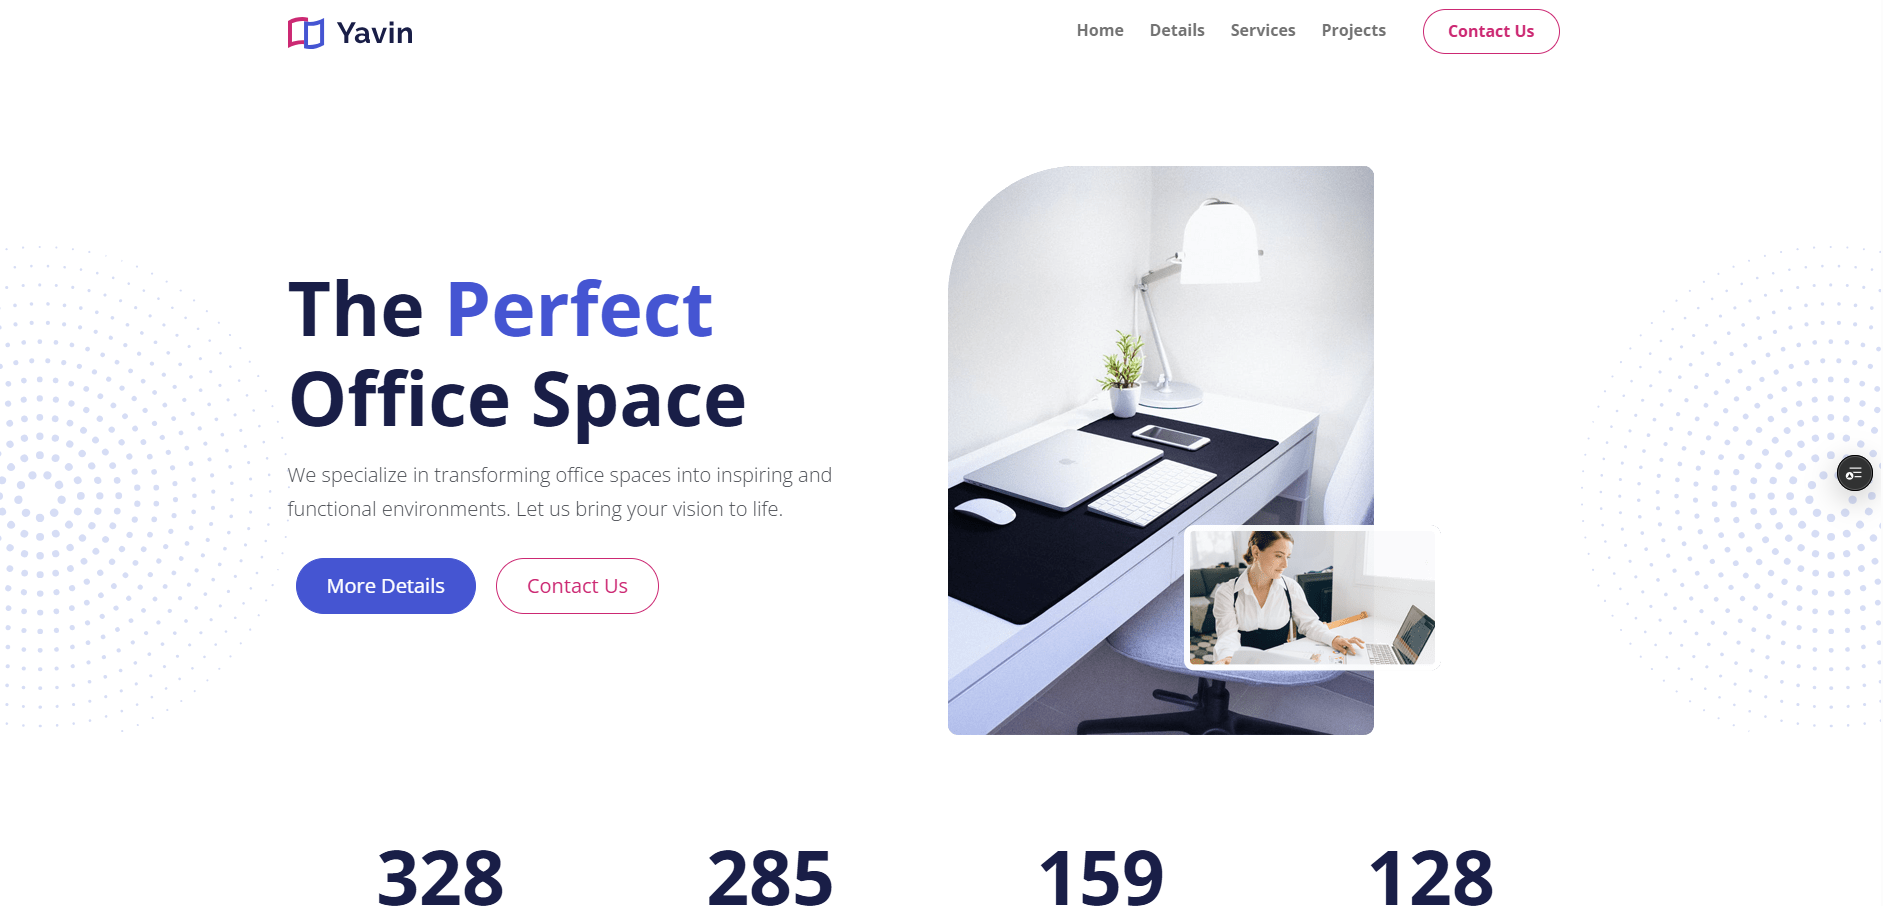 Yavin
Home Details Services Projects Contact Us
The Perfect
Office Space
We specialize in transforming office spaces into inspiring and
functional environments. Let us bring your vision to life.
More Details Contact Us
328 285 159 128